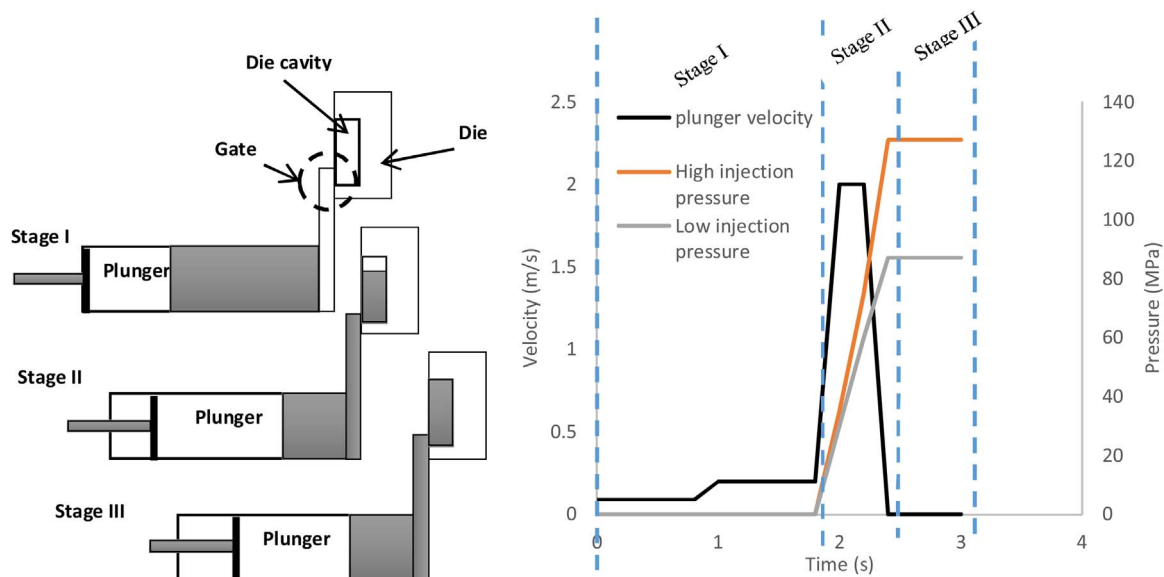 Die cavity
Die
Gate
Stage I
Plunger
Stage II
Plunger
Stage III
Plunger
Stage I
Stage II
Stage III
plunger velocity
High injection
pressure
Low injection
pressure
Velocity (m/s)
2.5
2
1.5
1
0.5
0
0
1
2
3
4
Time (s)
140
120
100
80
60
40
20
0
Pressure (MPa)